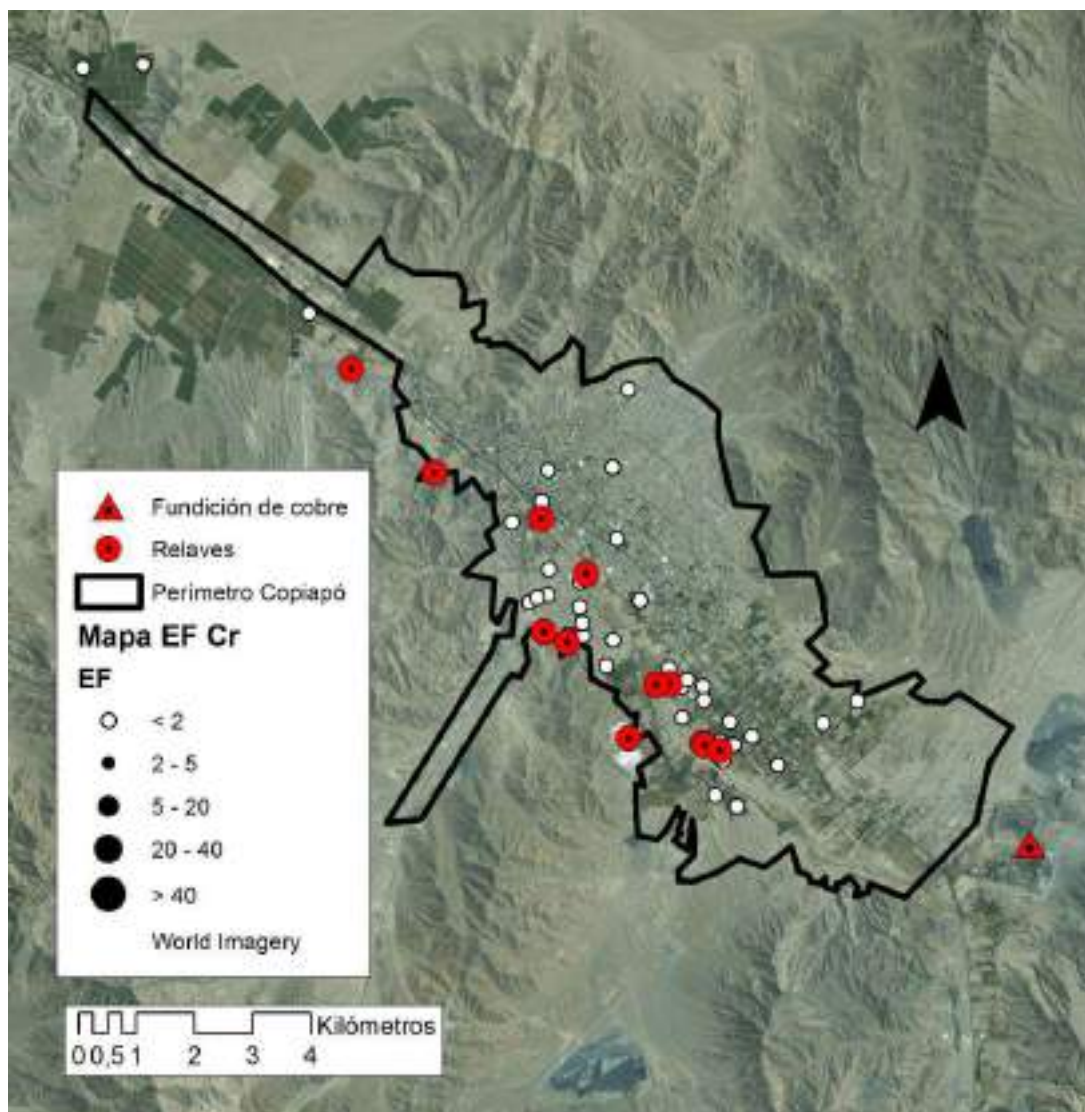 Fundición de cobre
Relaves
Perimetro Copiapó
Mapa EF Cr
EF
< 2
2 - 5
5 - 20
20 - 40
> 40
World Imagery
Kilómetros
0 0,5 1 2 3 4